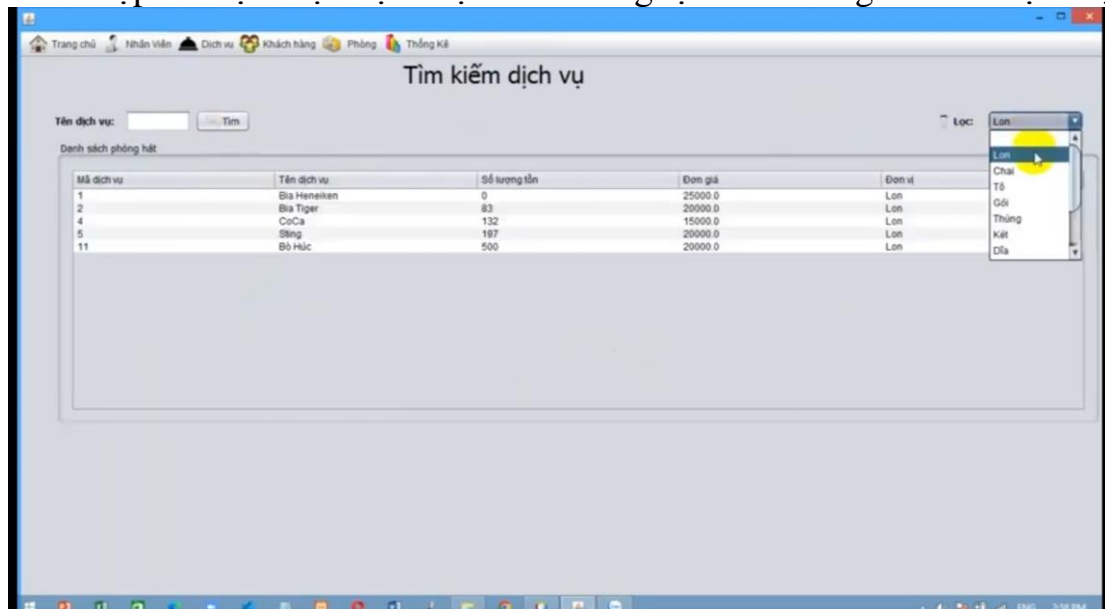 Trang chủ Nhân Viên Dịch vụ Khách hàng Phòng Thống Kê
Tìm kiếm dịch vụ
Tên dịch vụ: Tìm Lọc: Lon
Danh sách phòng hát
Mã dịch vụ Tên dịch vụ Số lượng tồn Đơn giá Đơn vị
1 Bia Heneiken 0 25000.0 Lon
2 Bia Tiger 83 20000.0 Lon
4 CoCa 132 15000.0 Lon
5 Sting 197 20000.0 Lon
11 Bò Húc 500 20000.0 Lon
Lon
Chai
Tô
Gói
Thùng
Két
Dĩa
ENG 2:58 PM